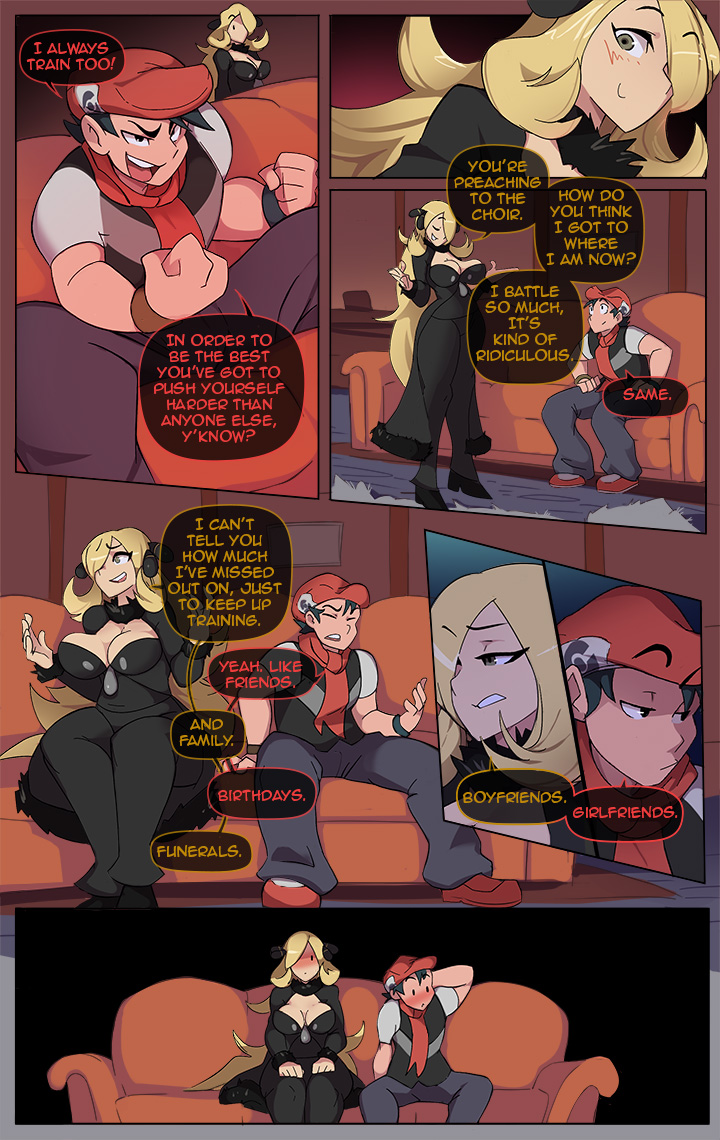 I ALWAYS
TRAIN TOO!
IN ORDER TO
BE THE BEST
YOU'VE GOT TO
PUSH YOURSELF
HARDER THAN
ANYONE ELSE,
Y'KNOW?
YOU'RE
PREACHING
TO THE
CHOIR.
HOW DO
YOU THINK
I GOT TO
WHERE
I AM NOW?
I BATTLE
SO MUCH,
IT'S
KIND OF
RIDICULOUS.
SAME.
I CAN'T
TELL YOU
HOW MUCH
I'VE MISSED
OUT ON, JUST
TO KEEP UP
TRAINING.
YEAH. LIKE
FRIENDS.
AND
FAMILY.
BIRTHDAYS.
FUNERALS.
BOYFRIENDS.
GIRLFRIENDS.